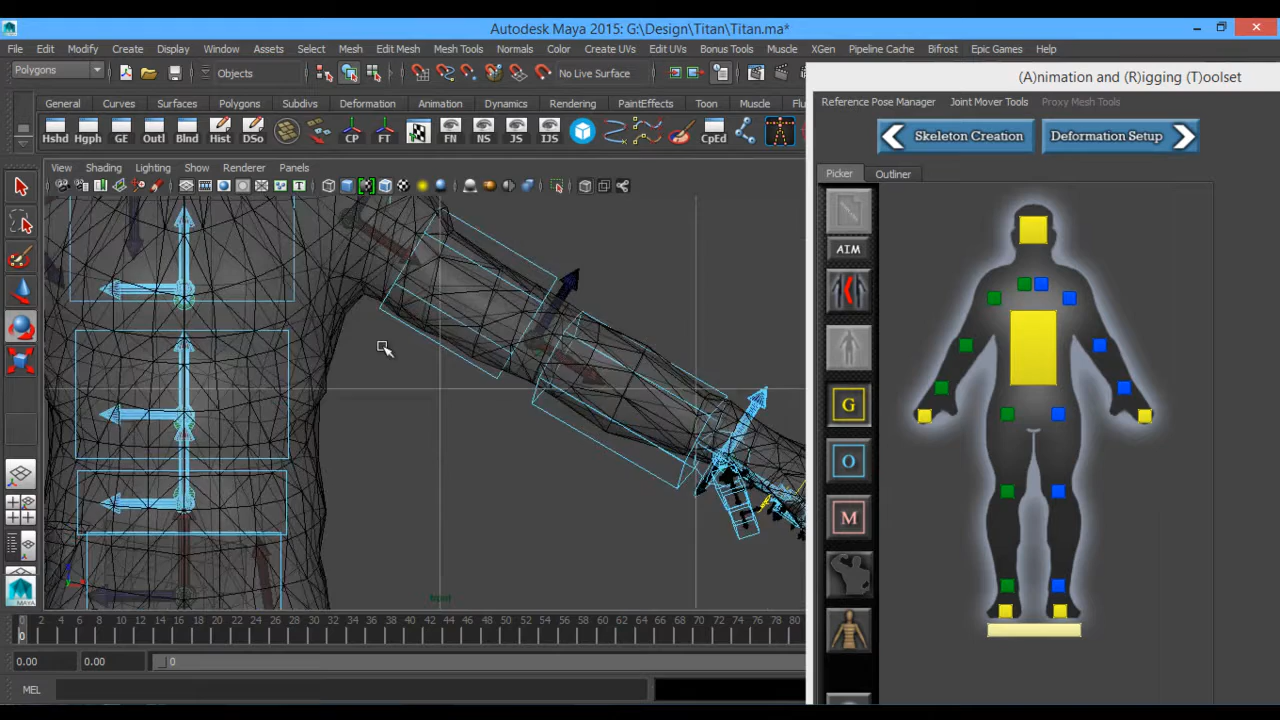 Autodesk Maya 2015: G:\Design\Titan\Titan.ma*
File Edit Modify Create Display Window Assets Select Mesh Edit Mesh Mesh Tools Normals Color Create UVs Edit UVs Bonus Tools Muscle XGen Pipeline Cache Bifrost Epic Games Help
Polygons Objects No Live Surface
General Curves Surfaces Polygons Subdivs Deformation Animation Dynamics Rendering PaintEffects Toon Muscle Flu
Hshd Hgph GE Outl Blnd Hist DSo CP FT FN NS JS IJS CpEd
View Shading Lighting Show Renderer Panels
(A)nimation and (R)igging (T)oolset
Reference Pose Manager Joint Mover Tools Proxy Mesh Tools
Skeleton Creation Deformation Setup
Picker Outliner
AIM
G
O
M
MAYA
0 2 4 6 8 10 12 14 16 18 20 22 24 26 28 30 32 34 36 38 40 42 44 46 48 50 52 54 56 58 60 62 64 66 68 70 72 74 76 78 80
0
0.00 0.00 0
MEL